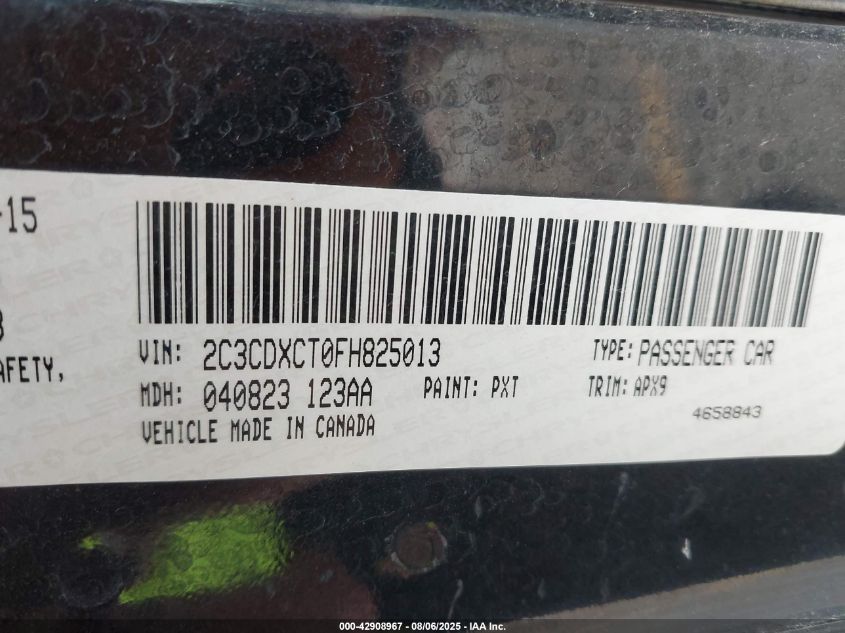 -15
VIN: 2C3CDXCT0FH825013 TYPE: PASSENGER CAR
AFETY,
MDH: 040823 123AA PAINT: PXT TRIM: APX9
VEHICLE MADE IN CANADA 4658843
000-42908967 - 08/06/2025 - IAA Inc.